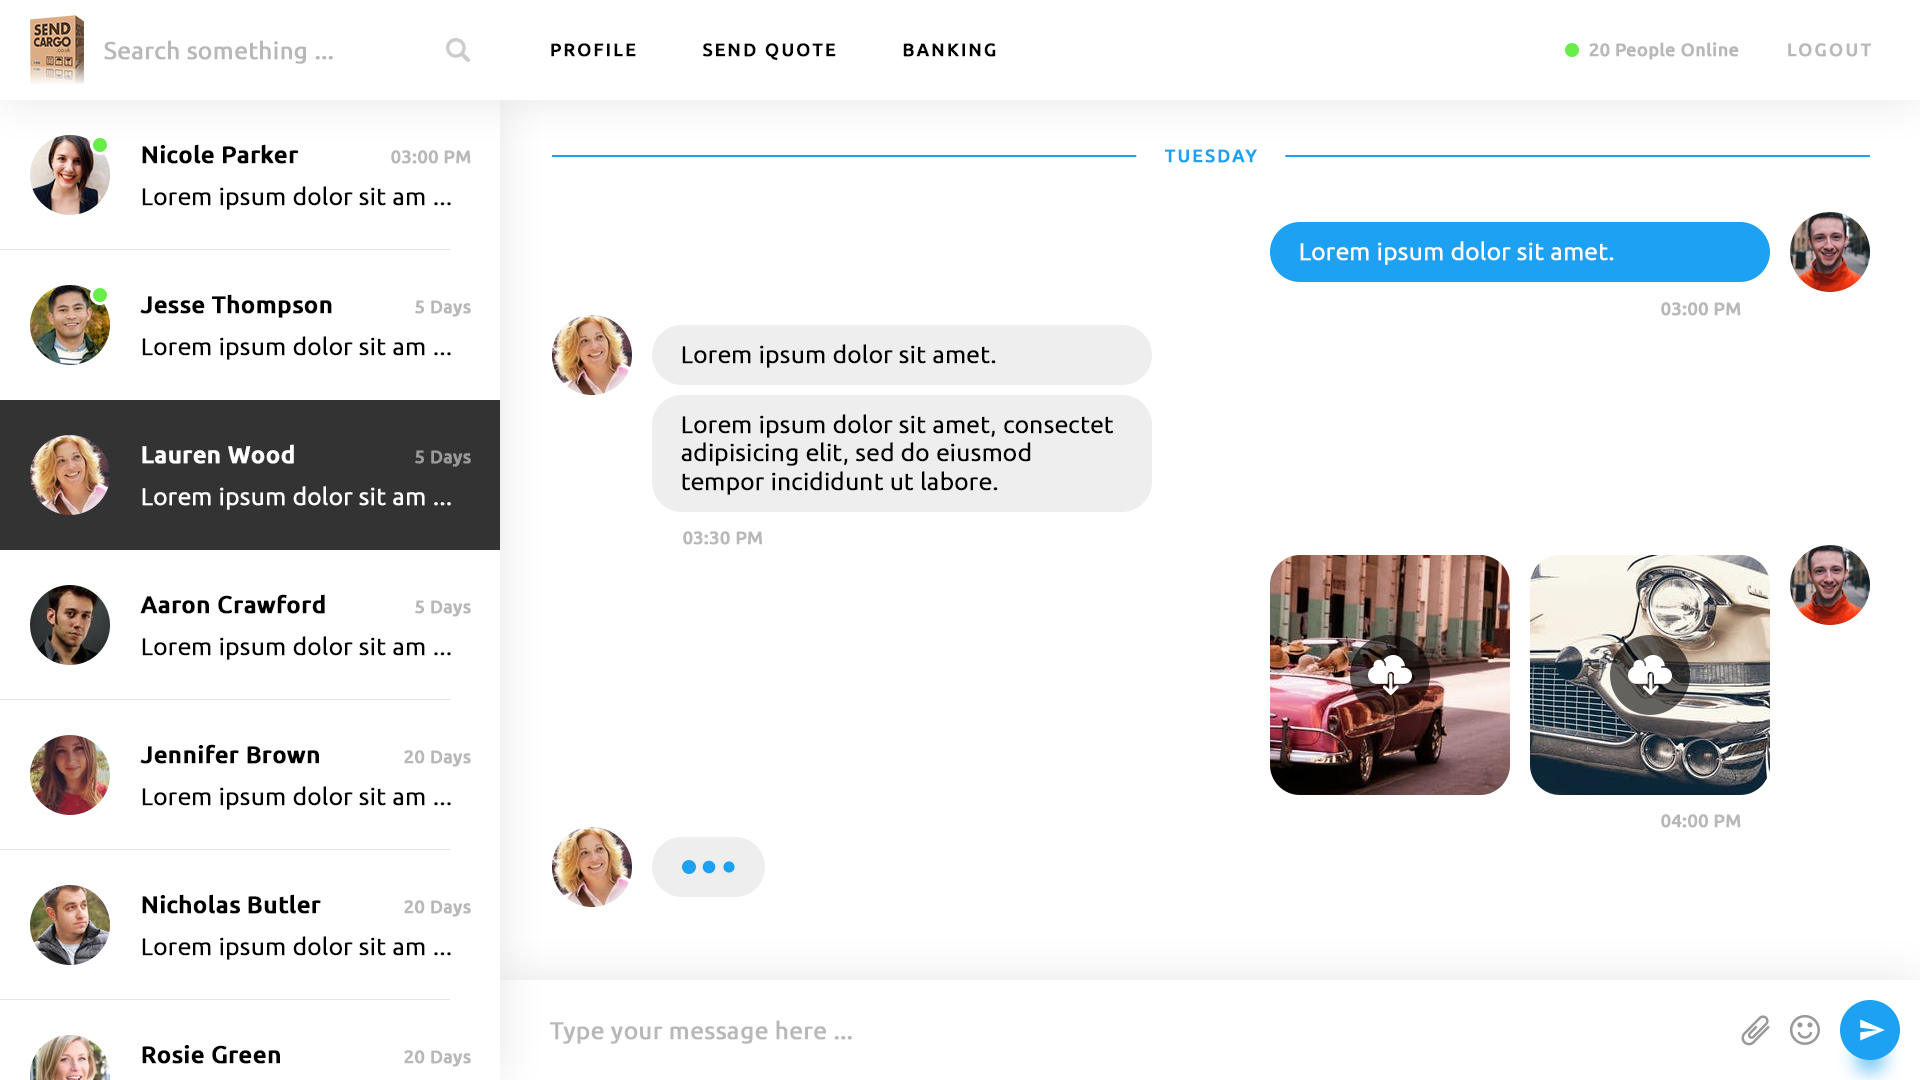 SEND
CARGO
.co.uk
Search something ...
PROFILE
SEND QUOTE
BANKING
20 People Online
LOGOUT
Nicole Parker
03:00 PM
Lorem ipsum dolor sit am ...
Jesse Thompson
5 Days
Lorem ipsum dolor sit am ...
Lauren Wood
5 Days
Lorem ipsum dolor sit am ...
Aaron Crawford
5 Days
Lorem ipsum dolor sit am ...
Jennifer Brown
20 Days
Lorem ipsum dolor sit am ...
Nicholas Butler
20 Days
Lorem ipsum dolor sit am ...
Rosie Green
20 Days
TUESDAY
Lorem ipsum dolor sit amet.
03:00 PM
Lorem ipsum dolor sit amet.
Lorem ipsum dolor sit amet, consectet
adipisicing elit, sed do eiusmod
tempor incididunt ut labore.
03:30 PM
04:00 PM
Type your message here ...